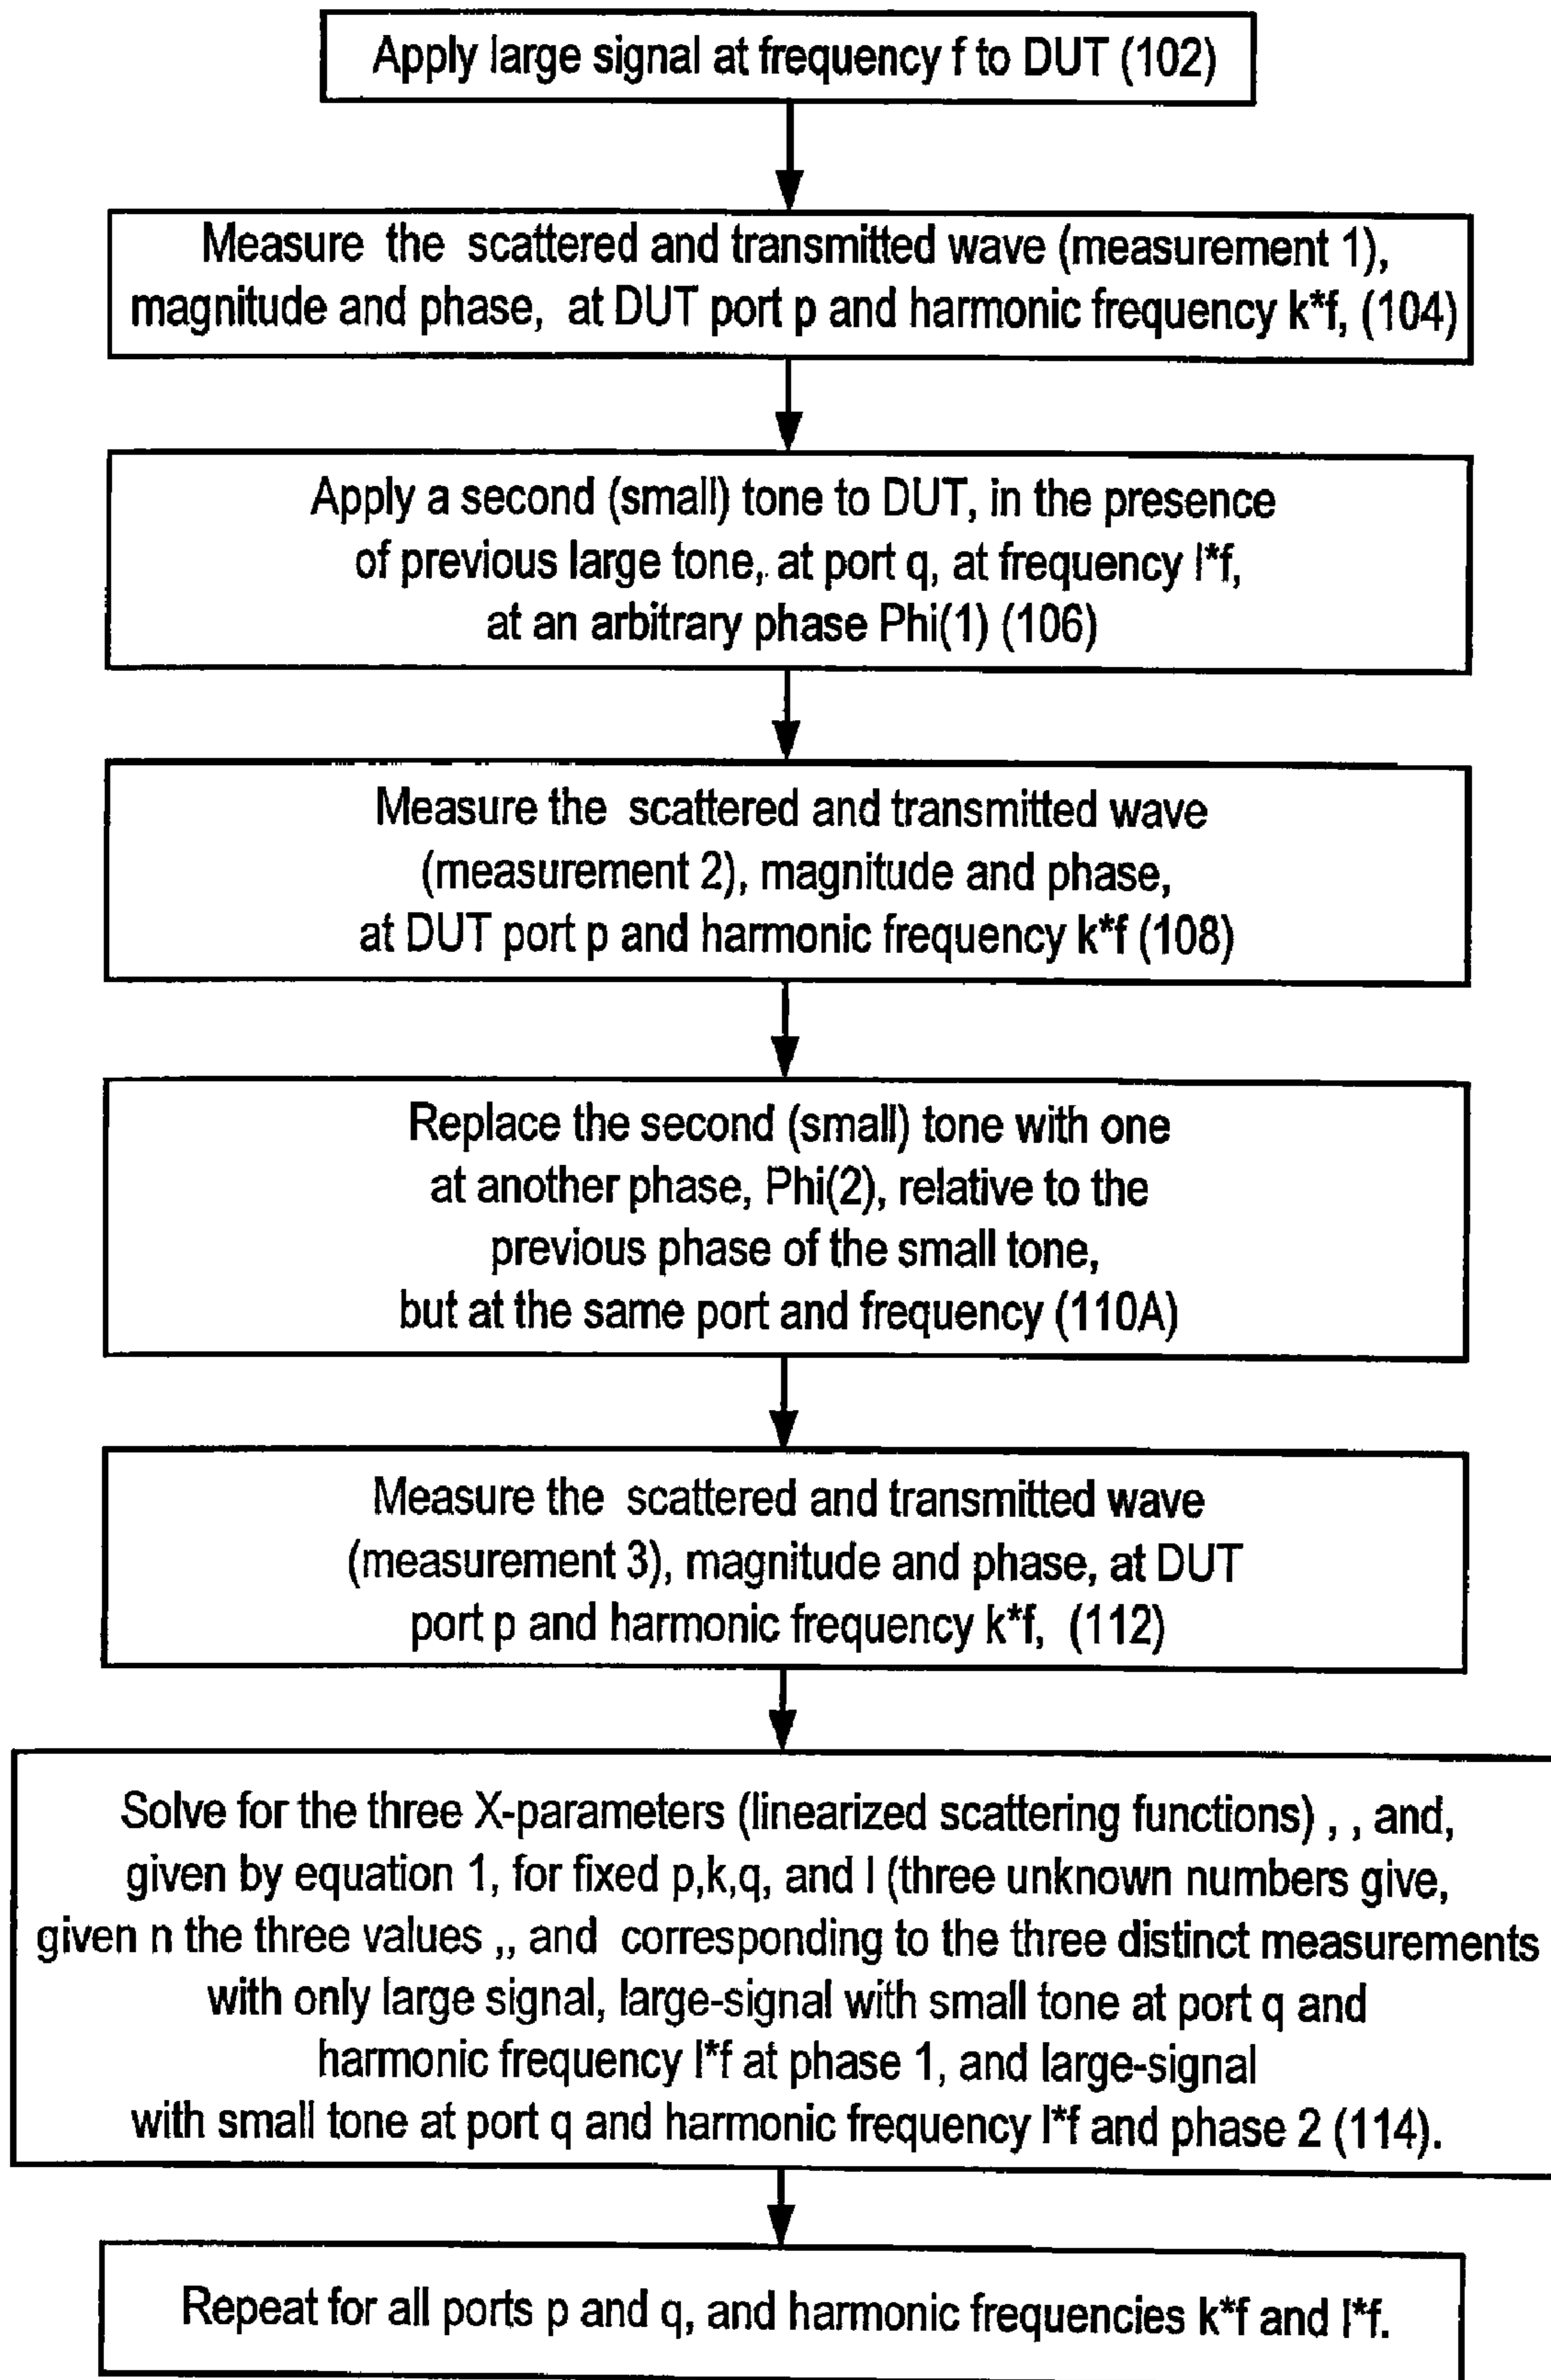 Apply large signal at frequency f to DUT (102)
Measure the scattered and transmitted wave (measurement 1),
magnitude and phase, at DUT port p and harmonic frequency k*f, (104)
Apply a second (small) tone to DUT, in the presence
of previous large tone, at port q, at frequency l*f,
at an arbitrary phase Phi(1) (106)
Measure the scattered and transmitted wave
(measurement 2), magnitude and phase,
at DUT port p and harmonic frequency k*f (108)
Replace the second (small) tone with one
at another phase, Phi(2), relative to the
previous phase of the small tone,
but at the same port and frequency (110A)
Measure the scattered and transmitted wave
(measurement 3), magnitude and phase, at DUT
port p and harmonic frequency k*f, (112)
Solve for the three X-parameters (linearized scattering functions) , , and,
given by equation 1, for fixed p,k,q, and l (three unknown numbers give,
given n the three values ,, and corresponding to the three distinct measurements
with only large signal, large-signal with small tone at port q and
harmonic frequency l*f at phase 1, and large-signal
with small tone at port q and harmonic frequency l*f and phase 2 (114).
Repeat for all ports p and q, and harmonic frequencies k*f and l*f.